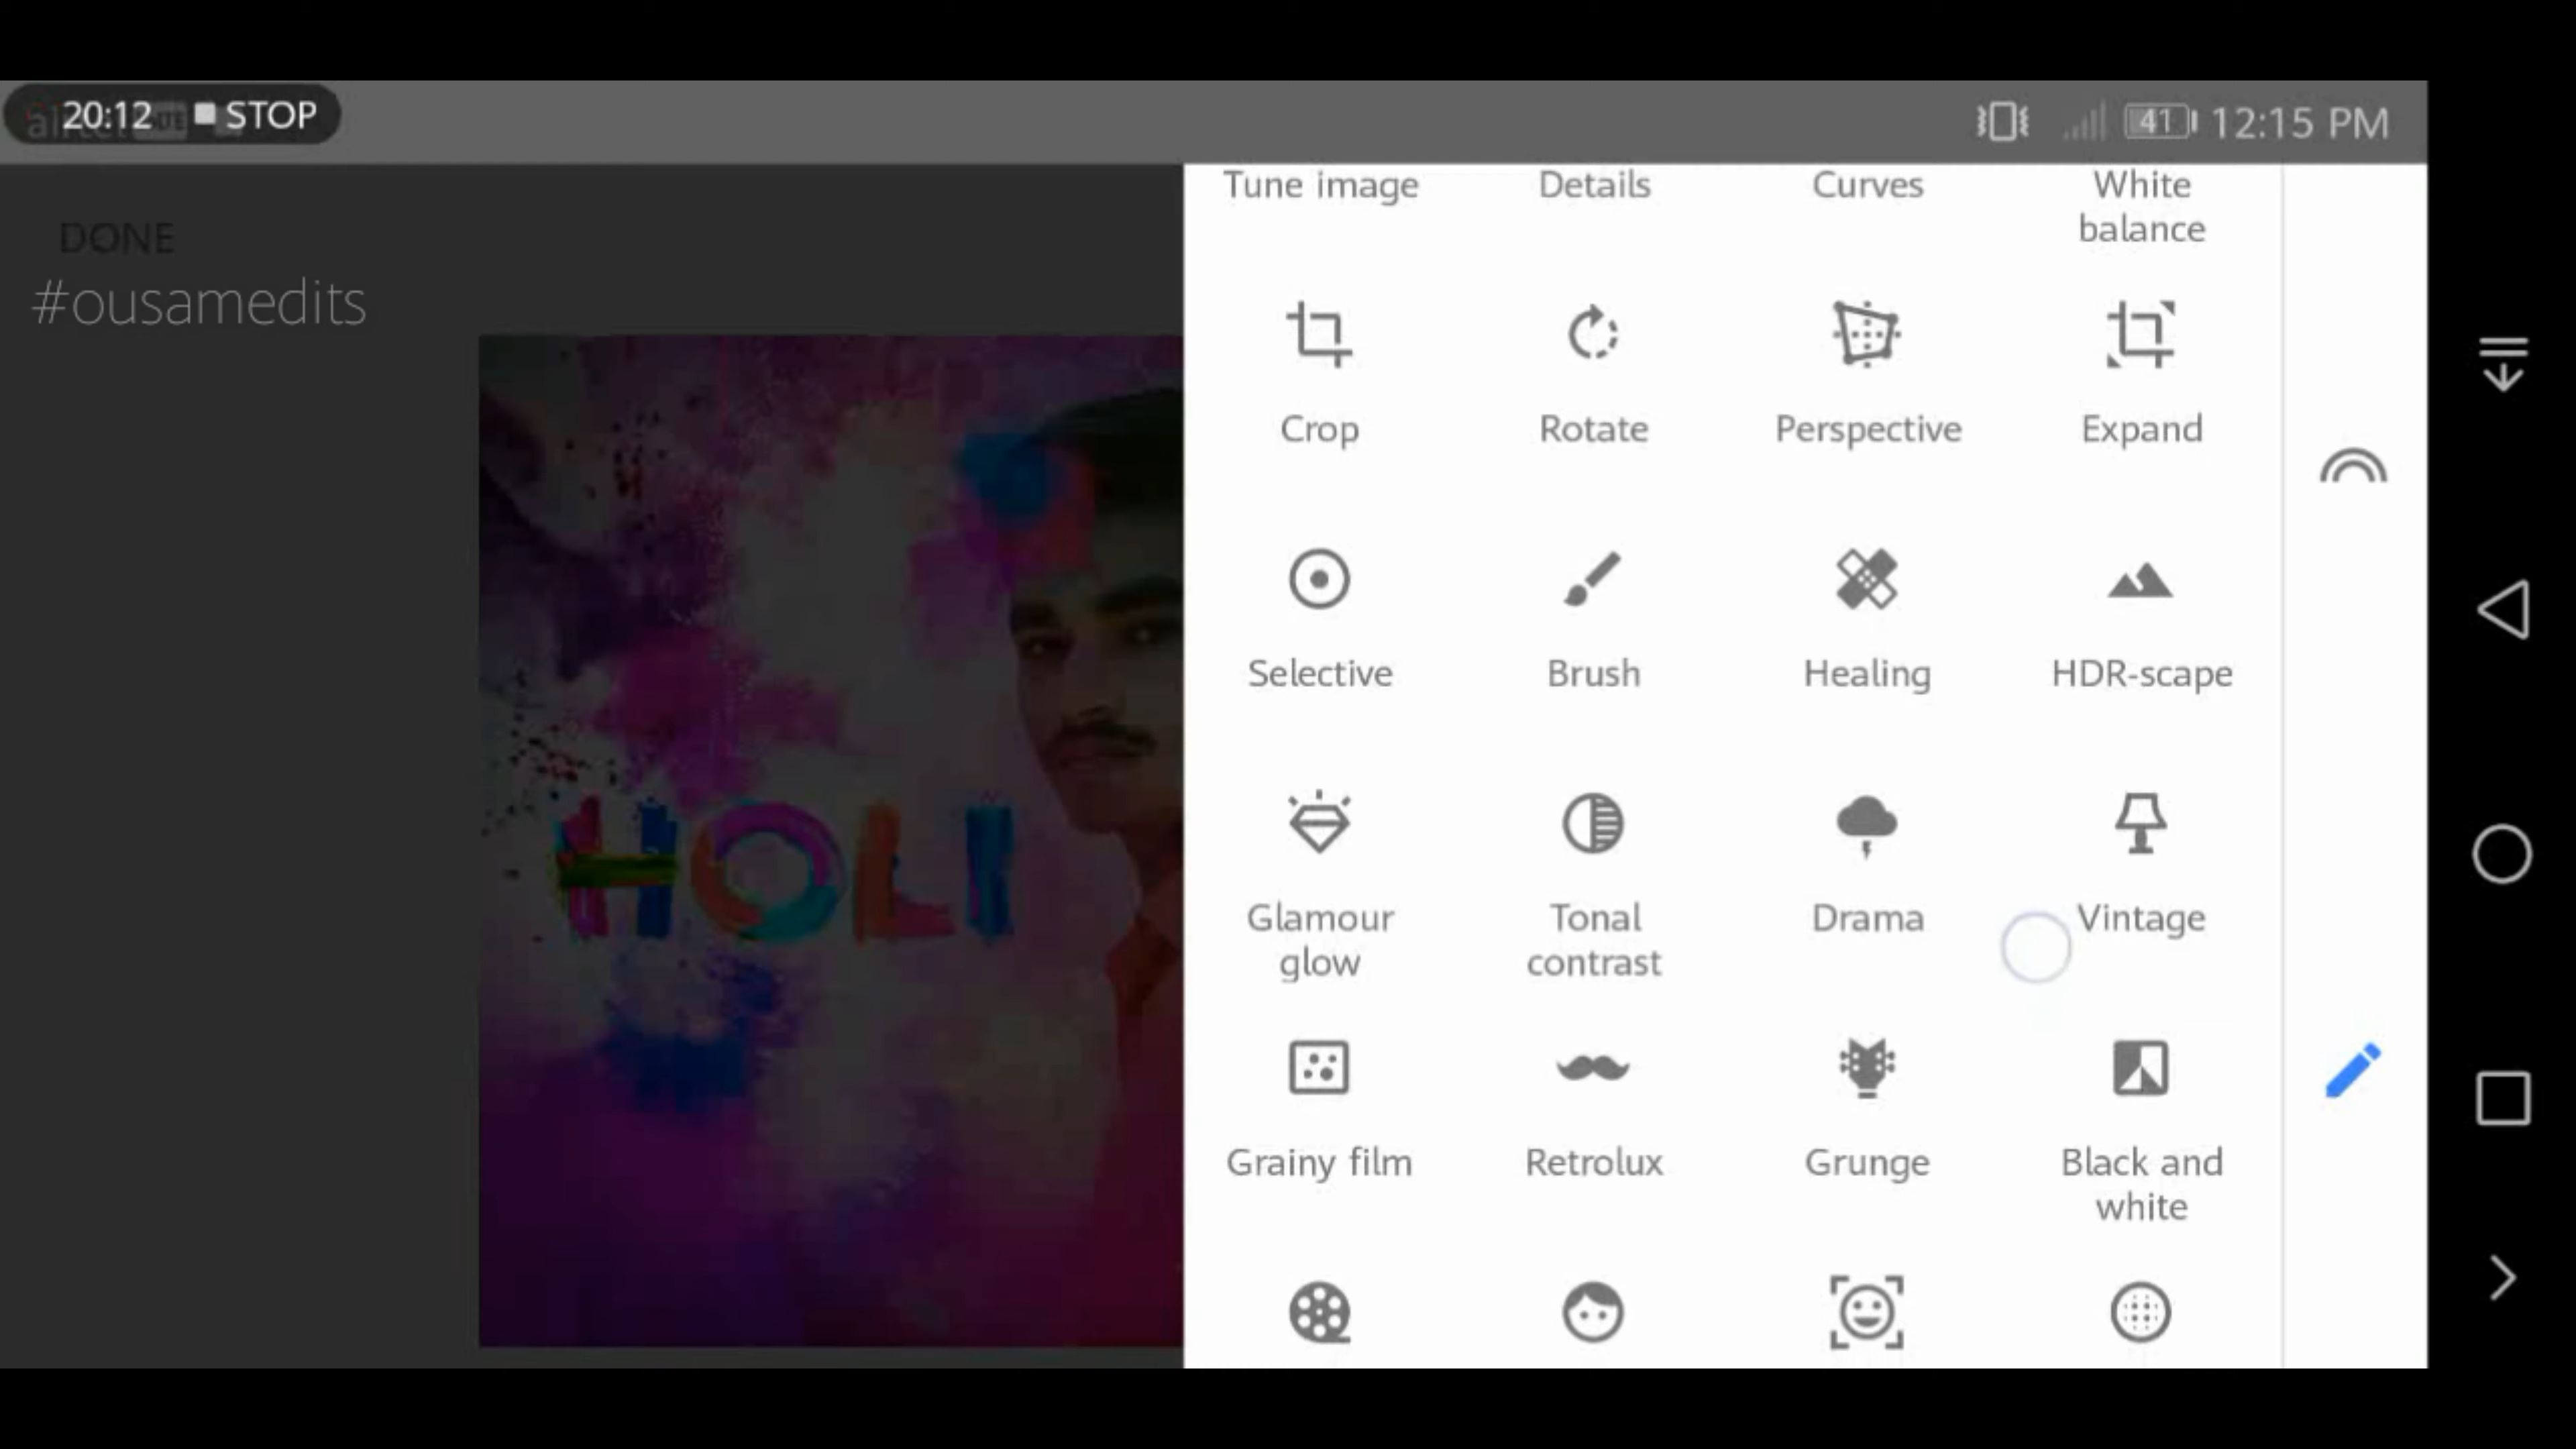 20:12 STOP
41 12:15 PM
DONE
#ousamedits
HOLI
Tune image Details Curves White
balance
Crop Rotate Perspective Expand
Selective Brush Healing HDR-scape
Glamour Tonal Drama Vintage
glow contrast
Grainy film Retrolux Grunge Black and
white